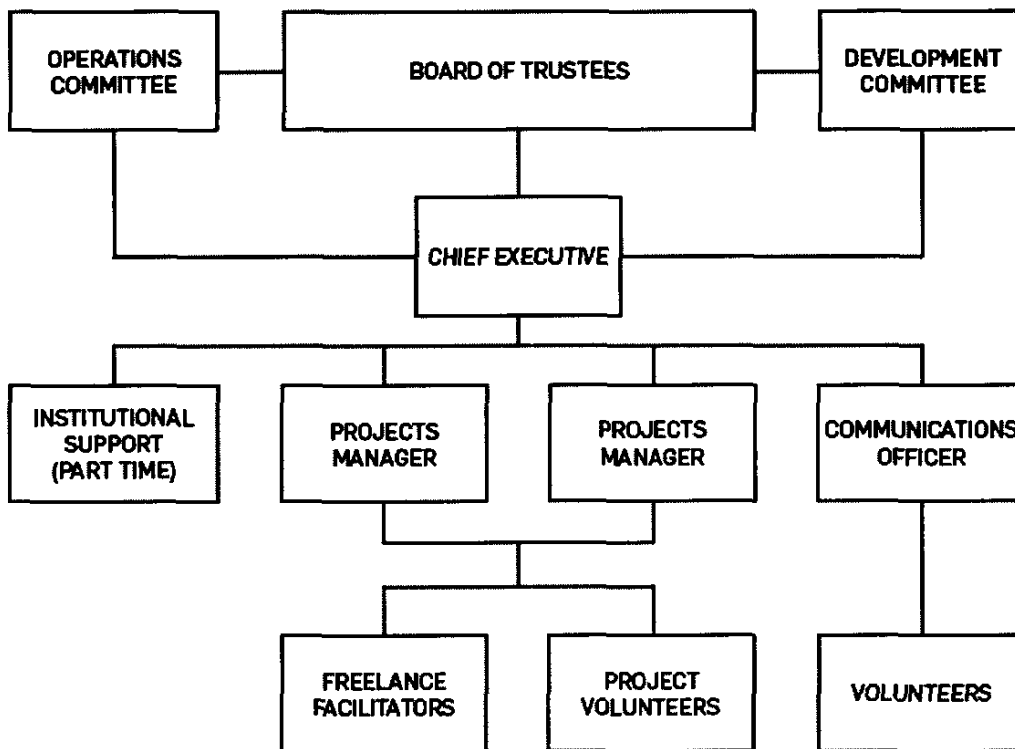 OPERATIONS
COMMITTEE
BOARD OF TRUSTEES
DEVELOPMENT
COMMITTEE
CHIEF EXECUTIVE
INSTITUTIONAL
SUPPORT
(PART TIME)
PROJECTS
MANAGER
PROJECTS
MANAGER
COMMUNICATIONS
OFFICER
FREELANCE
FACILITATORS
PROJECT
VOLUNTEERS
VOLUNTEERS